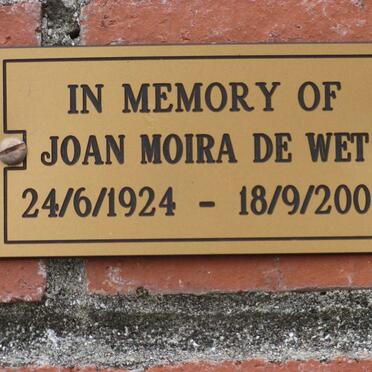 IN MEMORY OF
JOAN MOIRA DE WET
24/6/1924 - 18/9/200